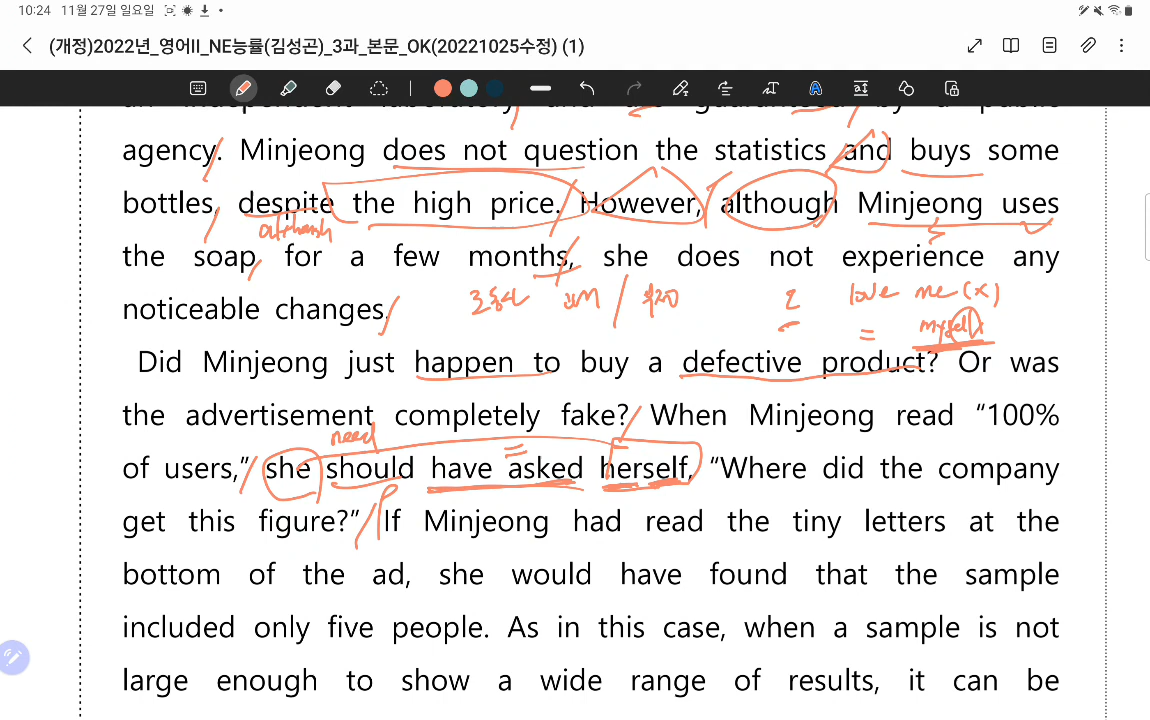 10:24 11월 27일 일요일
(개정)2022년_영어II_NE능률(김성곤)_3과_본문_OK(20221025수정) (1)
an independent laboratory, and are guaranteed by a public
agency. Minjeong does not question the statistics and buys some
bottles, despite the high price. However, although Minjeong uses
the soap for a few months, she does not experience any
noticeable changes.
I love me (x)
myself
Did Minjeong just happen to buy a defective product? Or was
the advertisement completely fake? When Minjeong read “100%
need
of users,” she should have asked herself, “Where did the company
get this figure?” If Minjeong had read the tiny letters at the
bottom of the ad, she would have found that the sample
included only five people. As in this case, when a sample is not
large enough to show a wide range of results, it can be